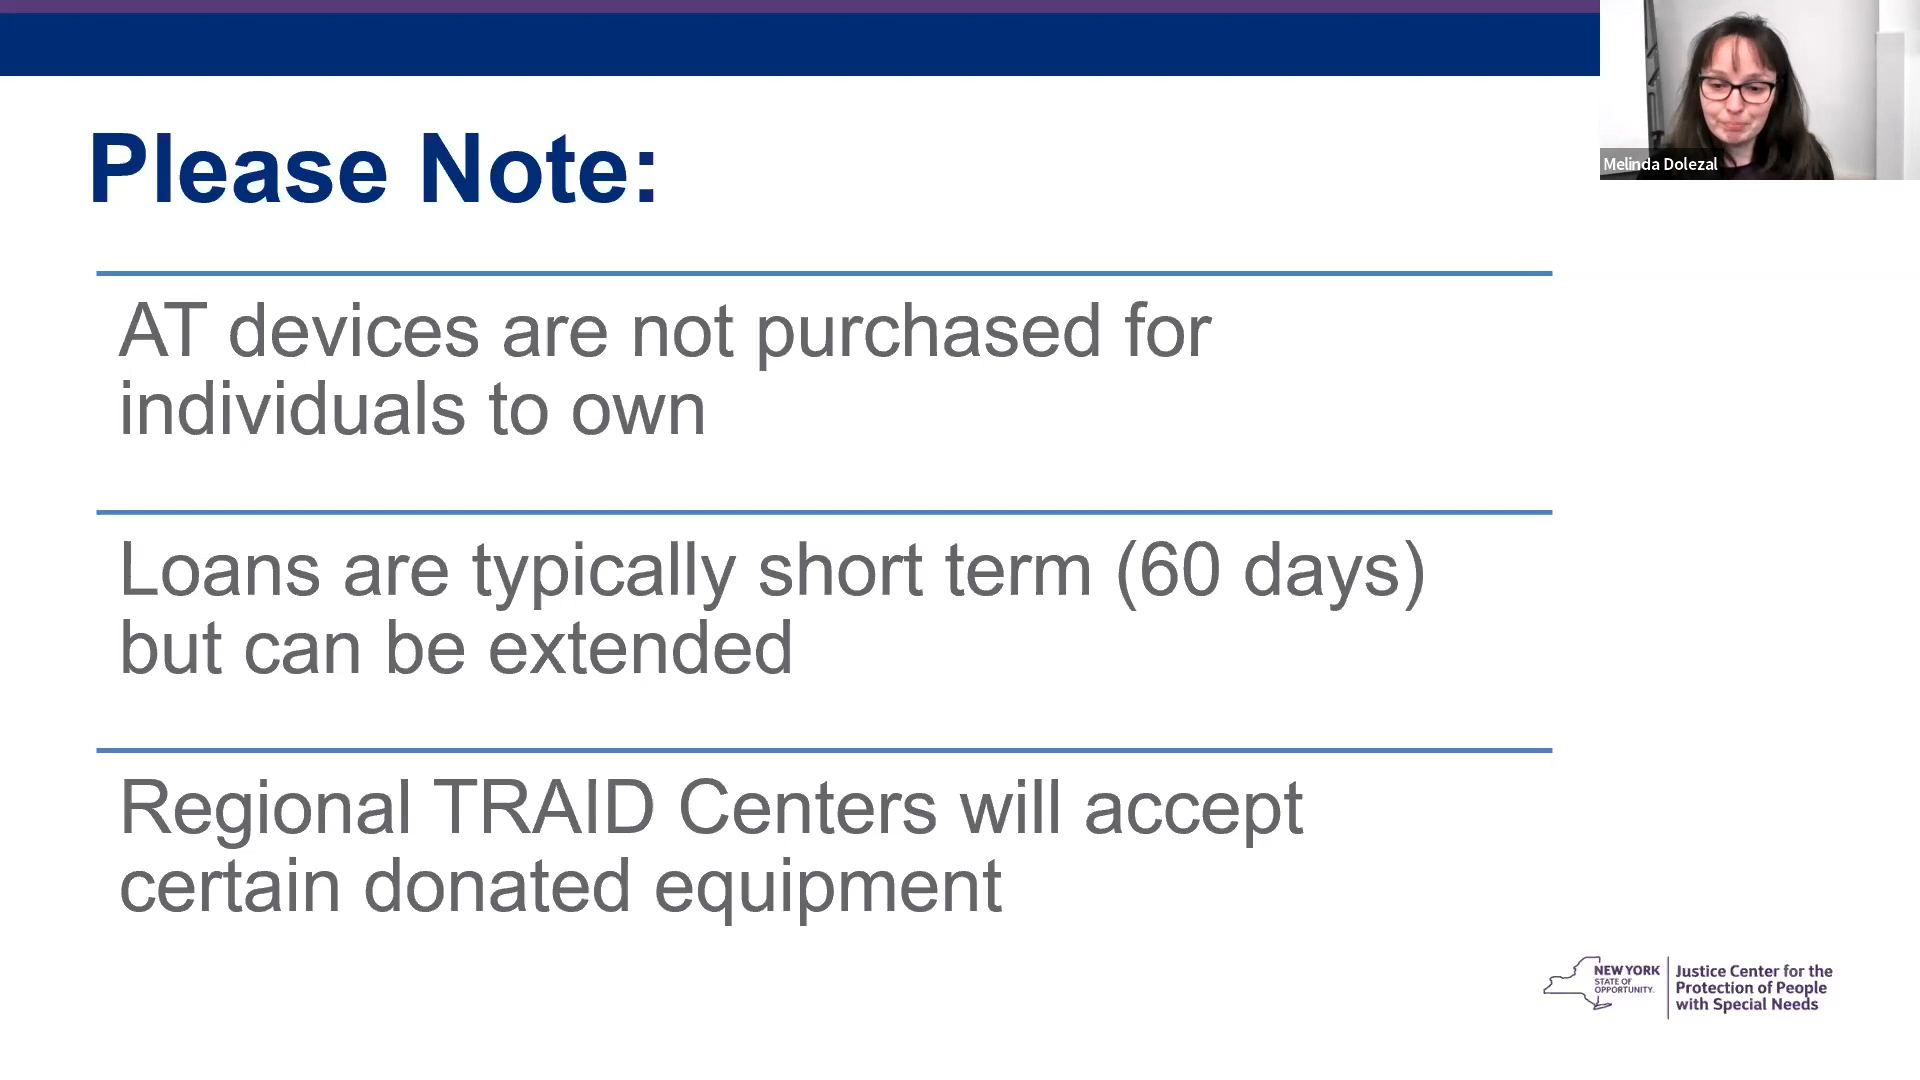 Please Note:
AT devices are not purchased for
individuals to own
Loans are typically short term (60 days)
but can be extended
Regional TRAID Centers will accept
certain donated equipment
Melinda Dolezal
NEW YORK
STATE OF
OPPORTUNITY.
Justice Center for the
Protection of People
with Special Needs